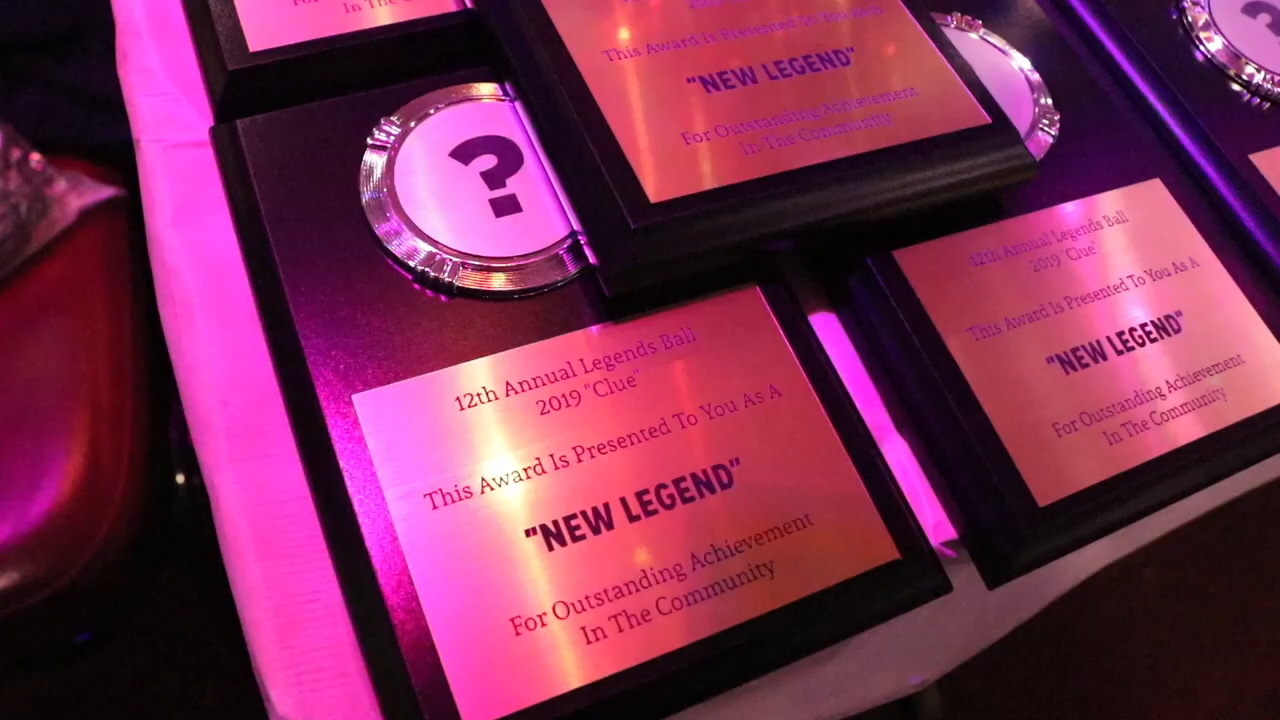 In The
This Award Is Presented To You As A
"NEW LEGEND"
For Outstanding Achievement
In The Community
?
12th Annual Legends Ball
2019 "Clue"
This Award Is Presented To You As A
"NEW LEGEND"
For Outstanding Achievement
In The Community
12th Annual Legends Ball
2019 "Clue"
This Award Is Presented To You As A
"NEW LEGEND"
For Outstanding Achievement
In The Community